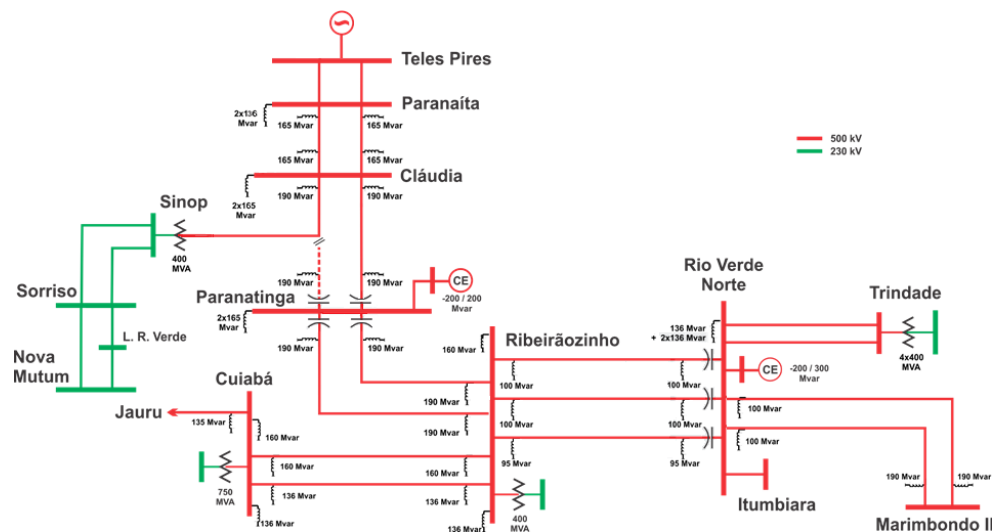 Teles Pires
Paranaíta
2x136
Mvar
165 Mvar
165 Mvar
500 kV
230 kV
165 Mvar
165 Mvar
Cláudia
2x165
Mvar
190 Mvar
190 Mvar
Sinop
400
MVA
Sorriso
L. R. Verde
Nova
Mutum
190 Mvar
190 Mvar
CE
-200 / 200
Mvar
Paranatinga
2x165
Mvar
190 Mvar
190 Mvar
Rio Verde
Norte
Trindade
136 Mvar
+ 2x136 Mvar
4x400
MVA
160 Mvar
Ribeirãozinho
CE
-200 / 300
Mvar
100 Mvar
100 Mvar
190 Mvar
100 Mvar
100 Mvar
100 Mvar
190 Mvar
100 Mvar
Cuiabá
Jauru
135 Mvar
160 Mvar
160 Mvar
160 Mvar
95 Mvar
95 Mvar
750
MVA
136 Mvar
136 Mvar
136 Mvar
136 Mvar
400
MVA
Itumbiara
190 Mvar
190 Mvar
Marimbondo II